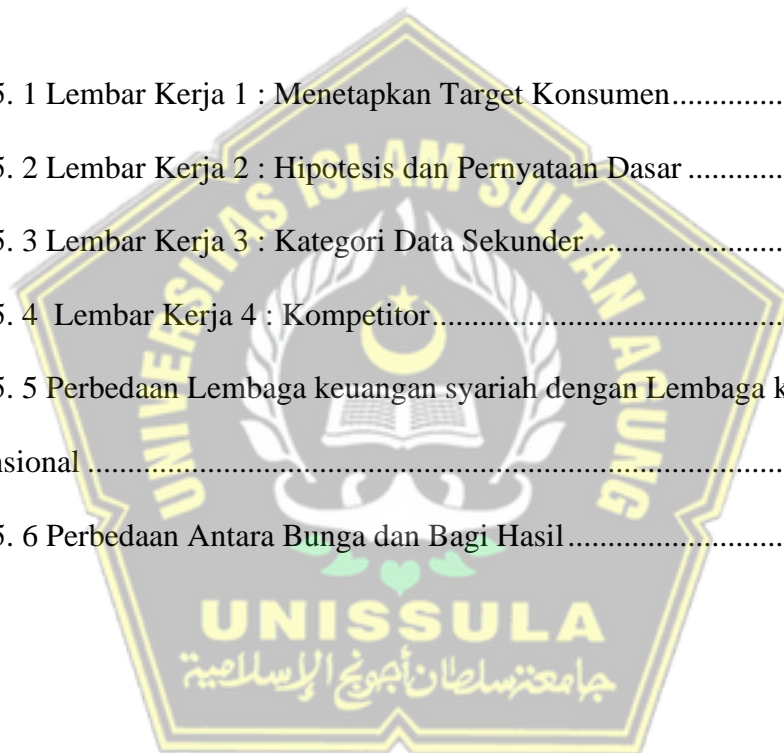 5. 1 Lembar Kerja 1 : Menetapkan Target Konsumen.......................
5. 2 Lembar Kerja 2 : Hipotesis dan Pernyataan Dasar ....................
5. 3 Lembar Kerja 3 : Kategori Data Sekunder..............................
5. 4 Lembar Kerja 4 : Kompetitor...............................................
5. 5 Perbedaan Lembaga keuangan syariah dengan Lembaga k
nsional ...............................................................................
5. 6 Perbedaan Antara Bunga dan Bagi Hasil...............................
UNIVERSITAS ISLAM SULTAN AGUNG
UNISSULA
جامعة سلطان أجونج الإسلامية